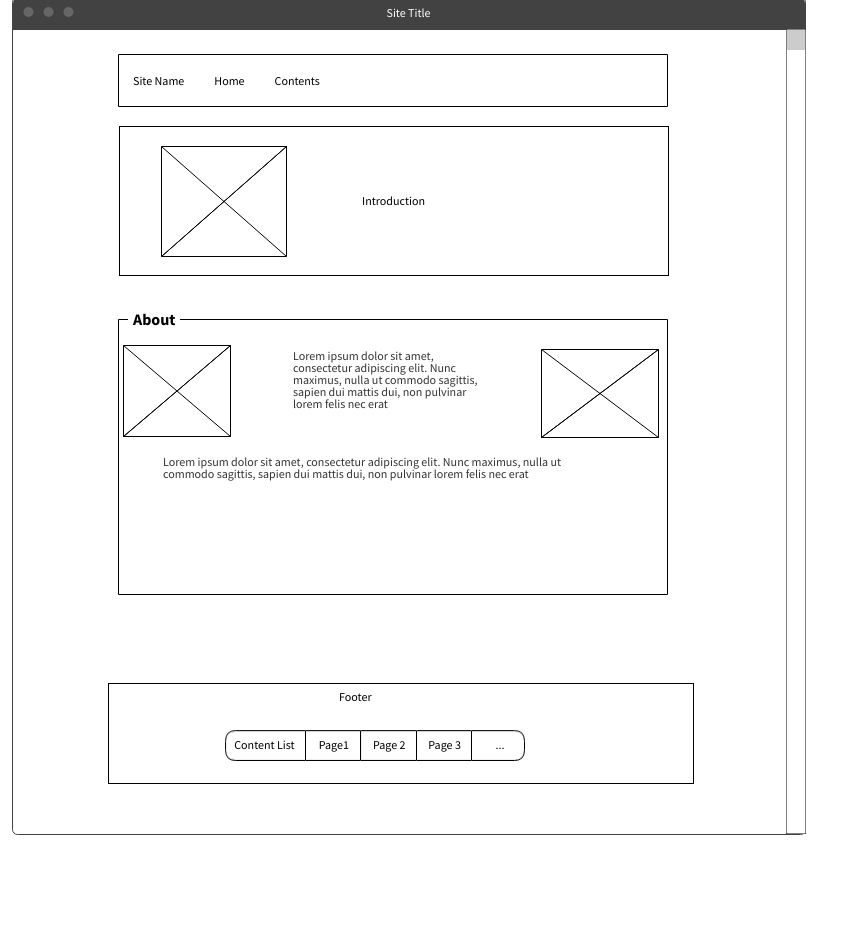 Site Title
Site Name Home Contents
Introduction
About
Lorem ipsum dolor sit amet,
consectetur adipiscing elit. Nunc
maximus, nulla ut commodo sagittis,
sapien dui mattis dui, non pulvinar
lorem felis nec erat
Lorem ipsum dolor sit amet, consectetur adipiscing elit. Nunc maximus, nulla ut
commodo sagittis, sapien dui mattis dui, non pulvinar lorem felis nec erat
Footer
Content List Page1 Page 2 Page 3 ...